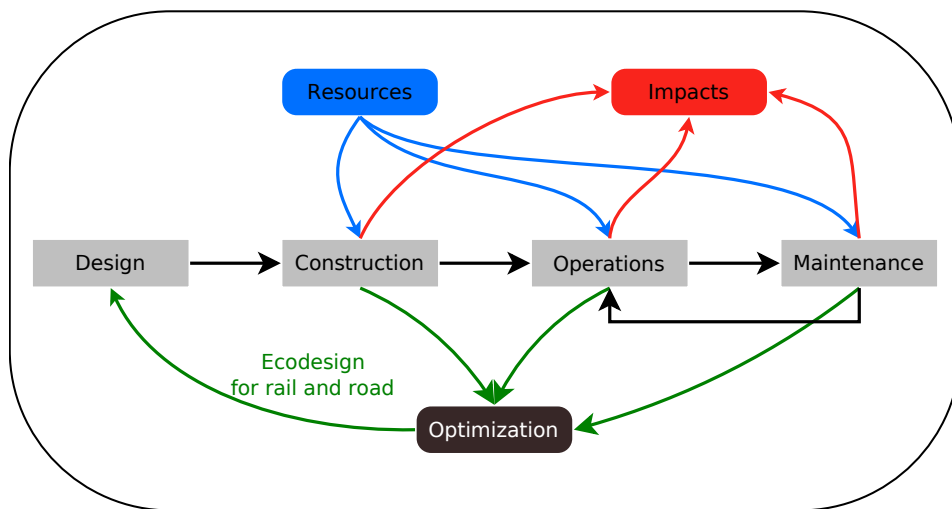 Resources
Impacts
Design
Construction
Operations
Maintenance
Ecodesign
for rail and road
Optimization